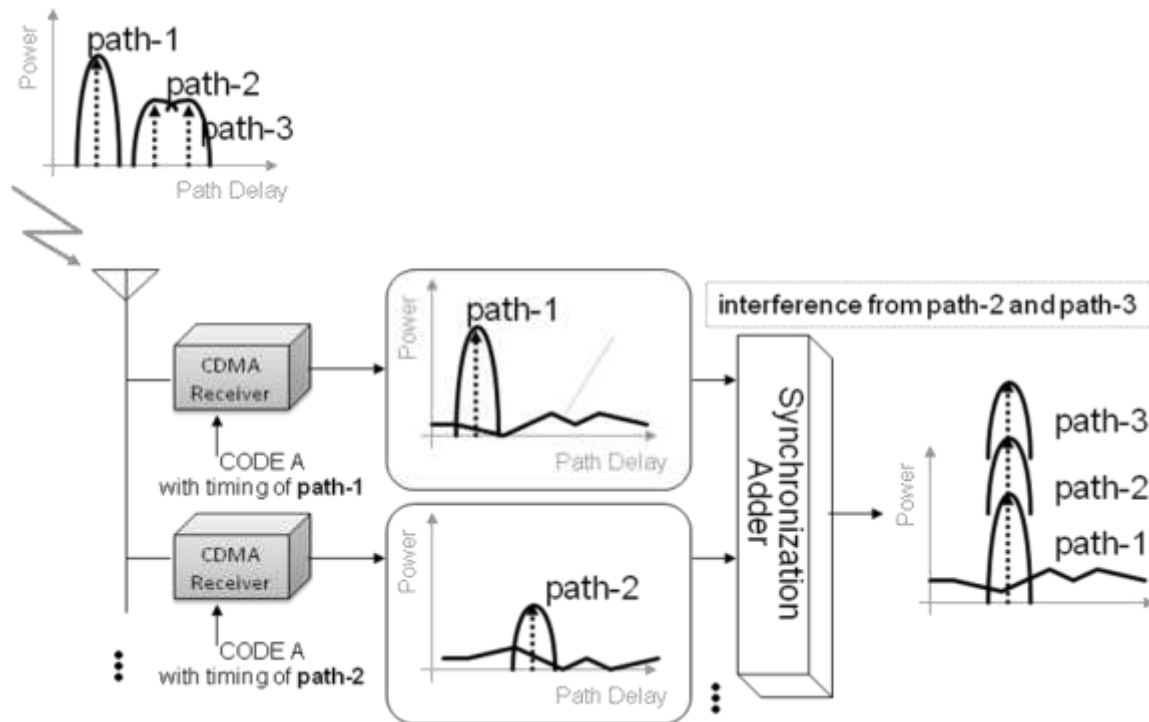 Power
path-1
path-2
path-3
Path Delay
CDMA
Receiver
CODE A
with timing of path-1
Power
path-1
Path Delay
interference from path-2 and path-3
CDMA
Receiver
CODE A
with timing of path-2
Power
path-2
Path Delay
Synchronization
Adder
Power
path-3
path-2
path-1